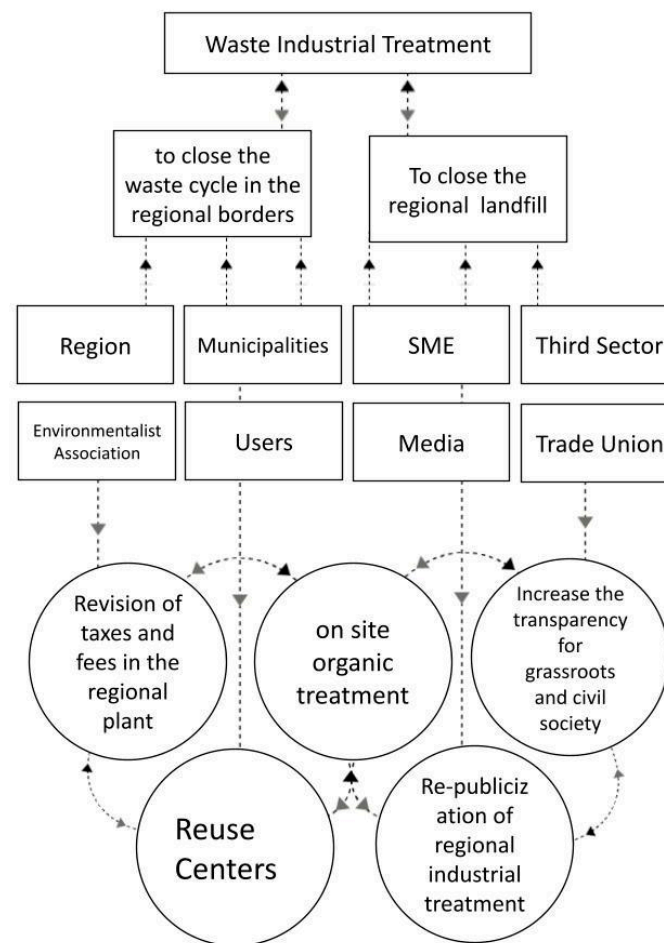 Waste Industrial Treatment
to close the
waste cycle in the
regional borders
To close the
regional landfill
Region
Municipalities
SME
Third Sector
Environmentalist
Association
Users
Media
Trade Union
Revision of
taxes and
fees in the
regional
plant
on site
organic
treatment
Increase the
transparency
for
grassroots
and civil
society
Reuse
Centers
Re-publiciz
ation of
regional
industrial
treatment